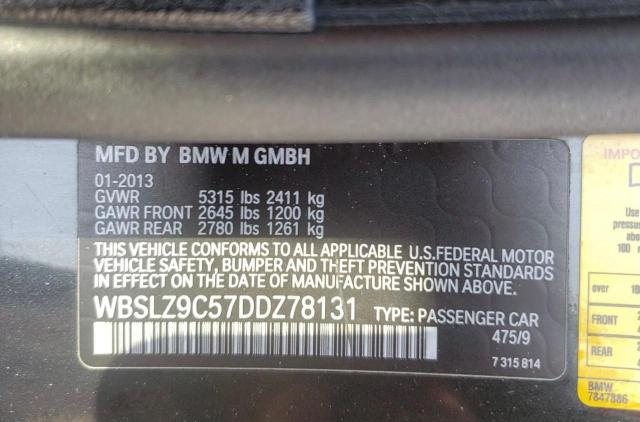 MFD BY BMW M GMBH
01-2013
GVWR 5315 lbs 2411 kg
GAWR FRONT 2645 lbs 1200 kg
GAWR REAR 2780 lbs 1261 kg
THIS VEHICLE CONFORMS TO ALL APPLICABLE U.S.FEDERAL MOTOR
VEHICLE SAFETY, BUMPER AND THEFT PREVENTION STANDARDS
IN EFFECT ON THE DATE OF MANUFACTURE SHOWN ABOVE.
WBSLZ9C57DDZ78131 TYPE: PASSENGER CAR
475/9
7 315 814
Use
over
FRONT
REAR
BMW
7847886